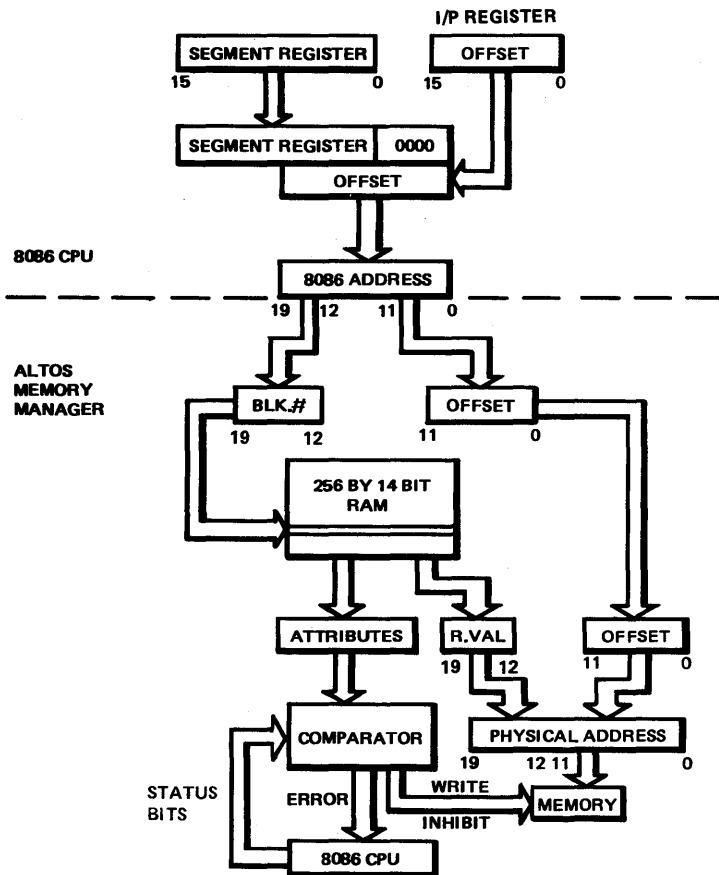 I/P REGISTER
SEGMENT REGISTER
OFFSET
15 0
15 0
SEGMENT REGISTER 0000
OFFSET
8086 CPU
8086 ADDRESS
19 12 11 0
ALTOS
MEMORY
MANAGER
BLK.#
OFFSET
19 12
11 0
256 BY 14 BIT
RAM
ATTRIBUTES
R.VAL
OFFSET
19 12
11 0
COMPARATOR
PHYSICAL ADDRESS
19 12 11 0
STATUS
BITS
ERROR
WRITE
INHIBIT
MEMORY
8086 CPU